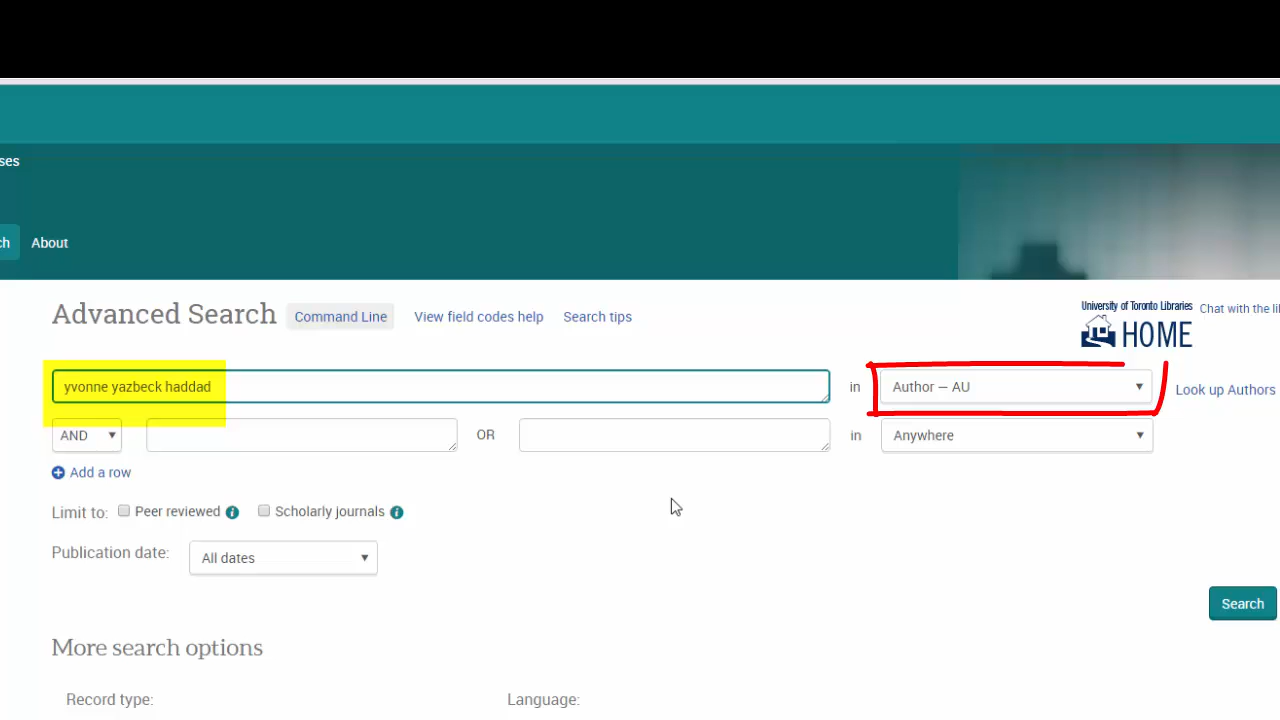 ses
ch About
Advanced Search Command Line View field codes help Search tips
University of Toronto Libraries
HOME
Chat with the li
yvonne yazbeck haddad in Author – AU Look up Authors
AND OR in Anywhere
Add a row
Limit to: Peer reviewed i Scholarly journals i
Publication date: All dates
Search
More search options
Record type: Language: